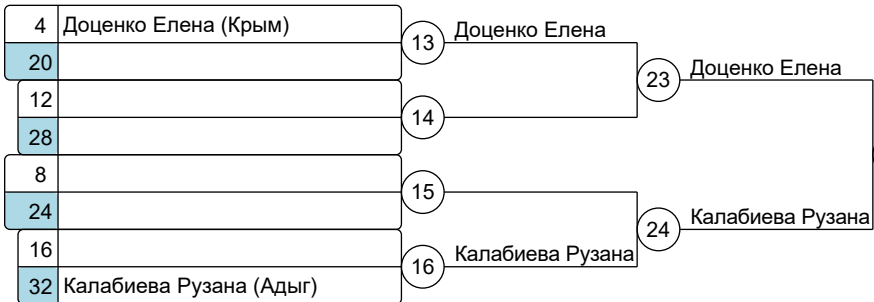 4 Доценко Елена (Крым)
20
12
28
8
24
16
32 Калабиева Рузана (Адыг)
13 Доценко Елена
14
15
16 Калабиева Рузана
23 Доценко Елена
24 Калабиева Рузана